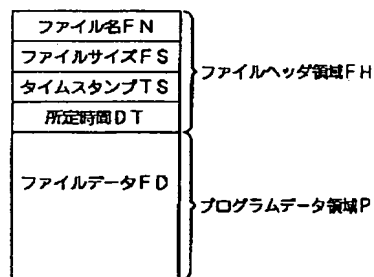 ファイル名FN
ファイルサイズFS
タイムスタンプTS
所定時間DT
ファイルヘッダ領域FH
ファイルデータFD
プログラムデータ領域P